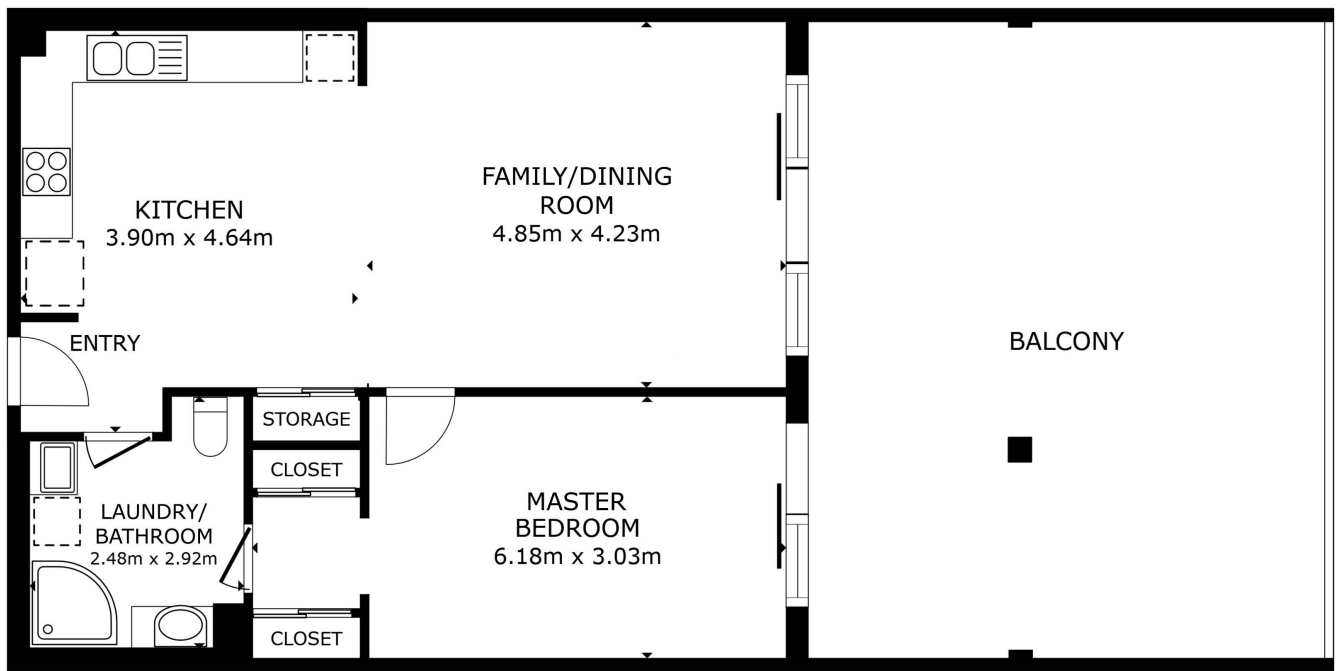 KITCHEN
3.90m x 4.64m
FAMILY/DINING
ROOM
4.85m x 4.23m
ENTRY
BALCONY
STORAGE
CLOSET
LAUNDRY/
BATHROOM
2.48m x 2.92m
MASTER
BEDROOM
6.18m x 3.03m
CLOSET